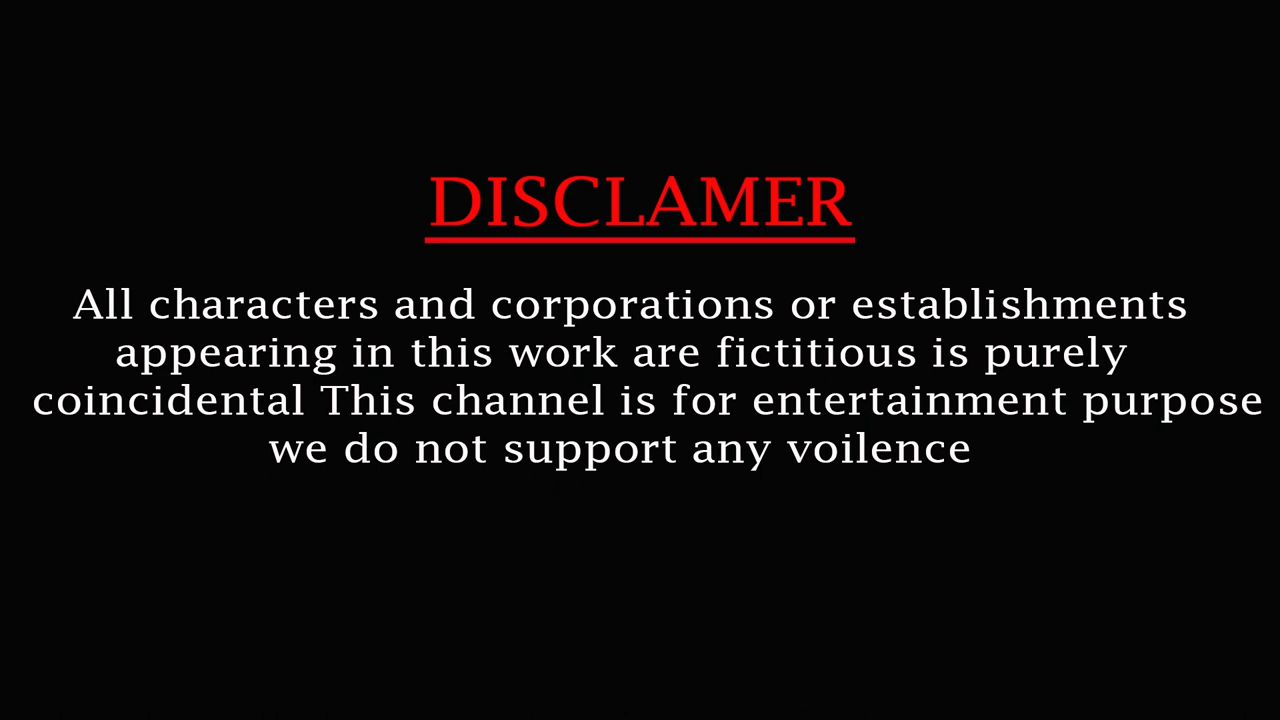 DISCLAMER
All characters and corporations or establishments
appearing in this work are fictitious is purely
coincidental This channel is for entertainment purpose
we do not support any voilence